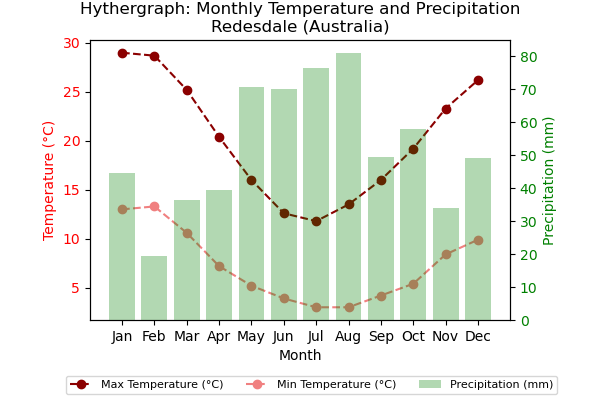 Hythergraph: Monthly Temperature and Precipitation
Redesdale (Australia)
Temperature (°C)
30
25
20
15
10
5
80
70
60
50
40
30
20
10
0
Precipitation (mm)
Jan Feb Mar Apr May Jun Jul Aug Sep Oct Nov Dec
Month
Max Temperature (°C) Min Temperature (°C) Precipitation (mm)